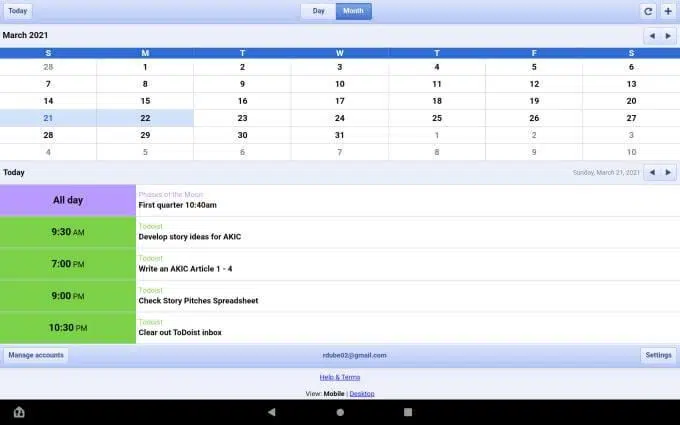 Today Day Month
March 2021
S M T W T F S
28 1 2 3 4 5 6
7 8 9 10 11 12 13
14 15 16 17 18 19 20
21 22 23 24 25 26 27
28 29 30 31 1 2 3
4 5 6 7 8 9 10
Today Sunday, March 21, 2021
Phases of the Moon
All day First quarter 10:40am
Todoist
9:30 AM Develop story ideas for AKIC
Todoist
7:00 PM Write an AKIC Article 1 - 4
Todoist
9:00 PM Check Story Pitches Spreadsheet
Todoist
10:30 PM Clear out ToDoist inbox
Manage accounts rdube02@gmail.com Settings
Help & Terms
View: Mobile | Desktop